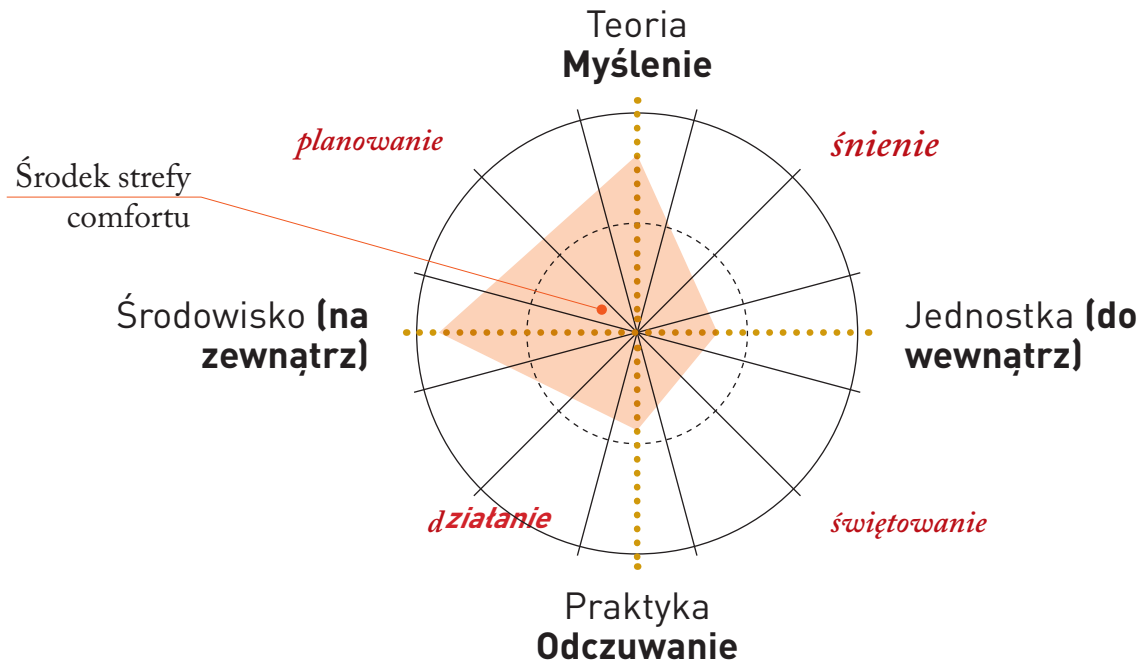 Teoria
Myślenie
planowanie
śnienie
Środek strefy
comfortu
Środowisko (na
zewnątrz)
Jednostka (do
wewnątrz)
działanie
świętowanie
Praktyka
Odczuwanie